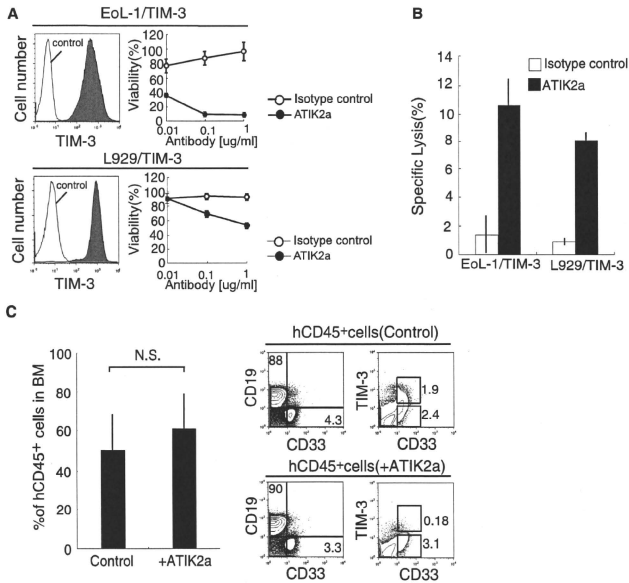 A
EoL-1/TIM-3
Cell number
control
TIM-3
Viability(%)
120
100
80
60
40
20
0
0.01
0.1
1
Antibody [ug/ml]
Isotype control
ATIK2a
L929/TIM-3
Cell number
control
TIM-3
Viability(%)
120
100
80
60
40
20
0
0.01
0.1
1
Antibody [ug/ml]
Isotype control
ATIK2a
B
Isotype control
ATIK2a
Specific Lysis(%)
14
12
10
8
6
4
2
0
EoL-1/TIM-3
L929/TIM-3
C
%of hCD45+ cells in BM
100
80
60
40
20
0
N.S.
Control
+ATIK2a
hCD45+cells(Control)
CD19
88
4.3
CD33
TIM-3
1.9
2.4
CD33
hCD45+cells(+ATIK2a)
CD19
90
3.3
CD33
TIM-3
0.18
3.1
CD33